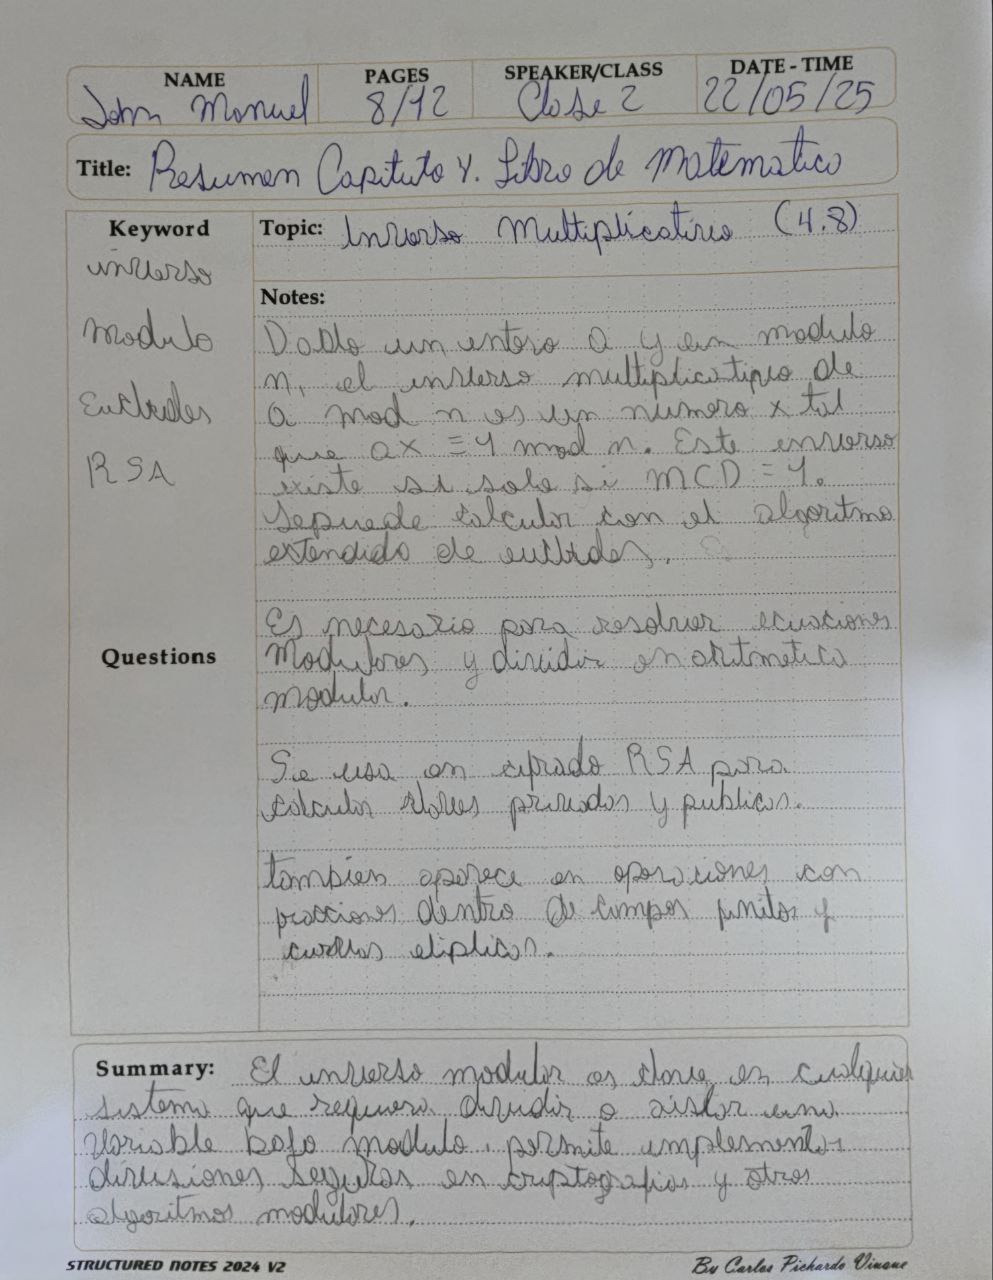 NAME PAGES SPEAKER/CLASS DATE-TIME
John Manuel 8/12 Clase 2 22/05/25
Title: Resumen Capitulo 4. Libro de Matematica
Keyword
inverso
Modulo
Euclides
RSA
Topic: Inverso Multiplicativo (4.8)
Notes:
Dado un entero a y un modulo
n, el inverso multiplicativo de
a mod n es un numero x tal
que ax = 1 mod n. Este inverso
existe si solo si MCD = 1.
Sepuede calcular con el algoritmo
extendido de euclides.
Es necesario para resolver ecuaciones
Modulares y dividir en aritmetica
modular.
Se usa en cifrado RSA para
calcular claves privadas y publicas.
tambien aparece en operaciones con
fracciones dentro de campos finitos y
curvas elipticas.
Questions
Summary: El inverso modular es clave en cualquier
sistema que requiera dividir o aislar una
variable bajo modulo, permite implementar
divisiones seguras en criptografia y otros
algoritmos modulares.
STRUCTURED NOTES 2024 V2
By Carlos Pichardo Viuque